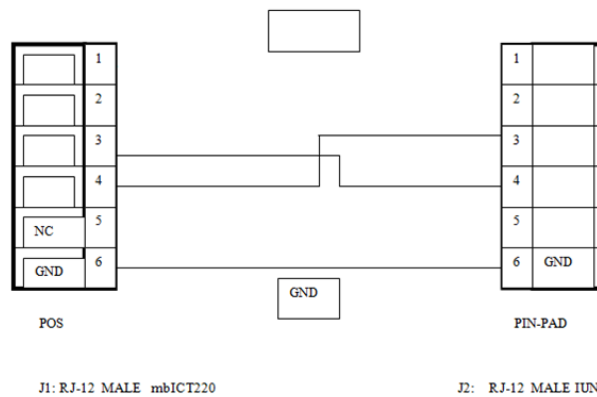 1 1
2 2
3 3
4 4
NC 5 5
GND 6 6 GND
GND
POS PIN-PAD
J1: RJ-12 MALE mbICT220 J2: RJ-12 MALE IUN